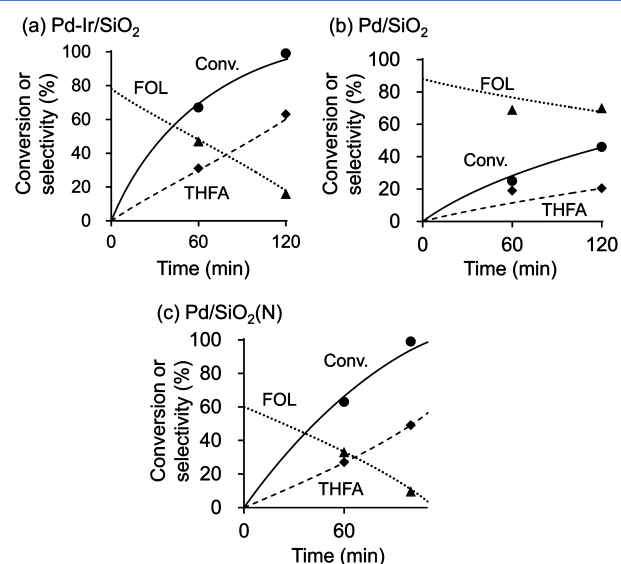 (a) Pd-Ir/SiO2
Conversion or
selectivity (%)
100
80
60
40
20
0
FOL
Conv.
THFA
0 60 120
Time (min)
(b) Pd/SiO2
Conversion or
selectivity (%)
100
80
60
40
20
0
FOL
Conv.
THFA
0 60 120
Time (min)
(c) Pd/SiO2(N)
Conversion or
selectivity (%)
100
80
60
40
20
0
Conv.
FOL
THFA
0 60
Time (min)